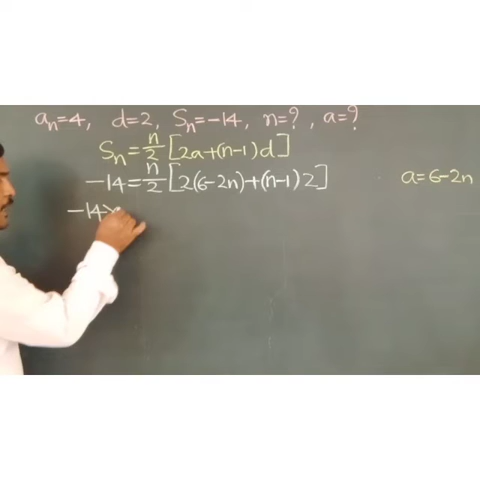 aₙ=4, d=2, Sₙ=-14, n=?, a=?
Sₙ=n/2[2a+(n-1)d]
-14=n/2[2(6-2n)+(n-1)2]
a=6-2n
-14×